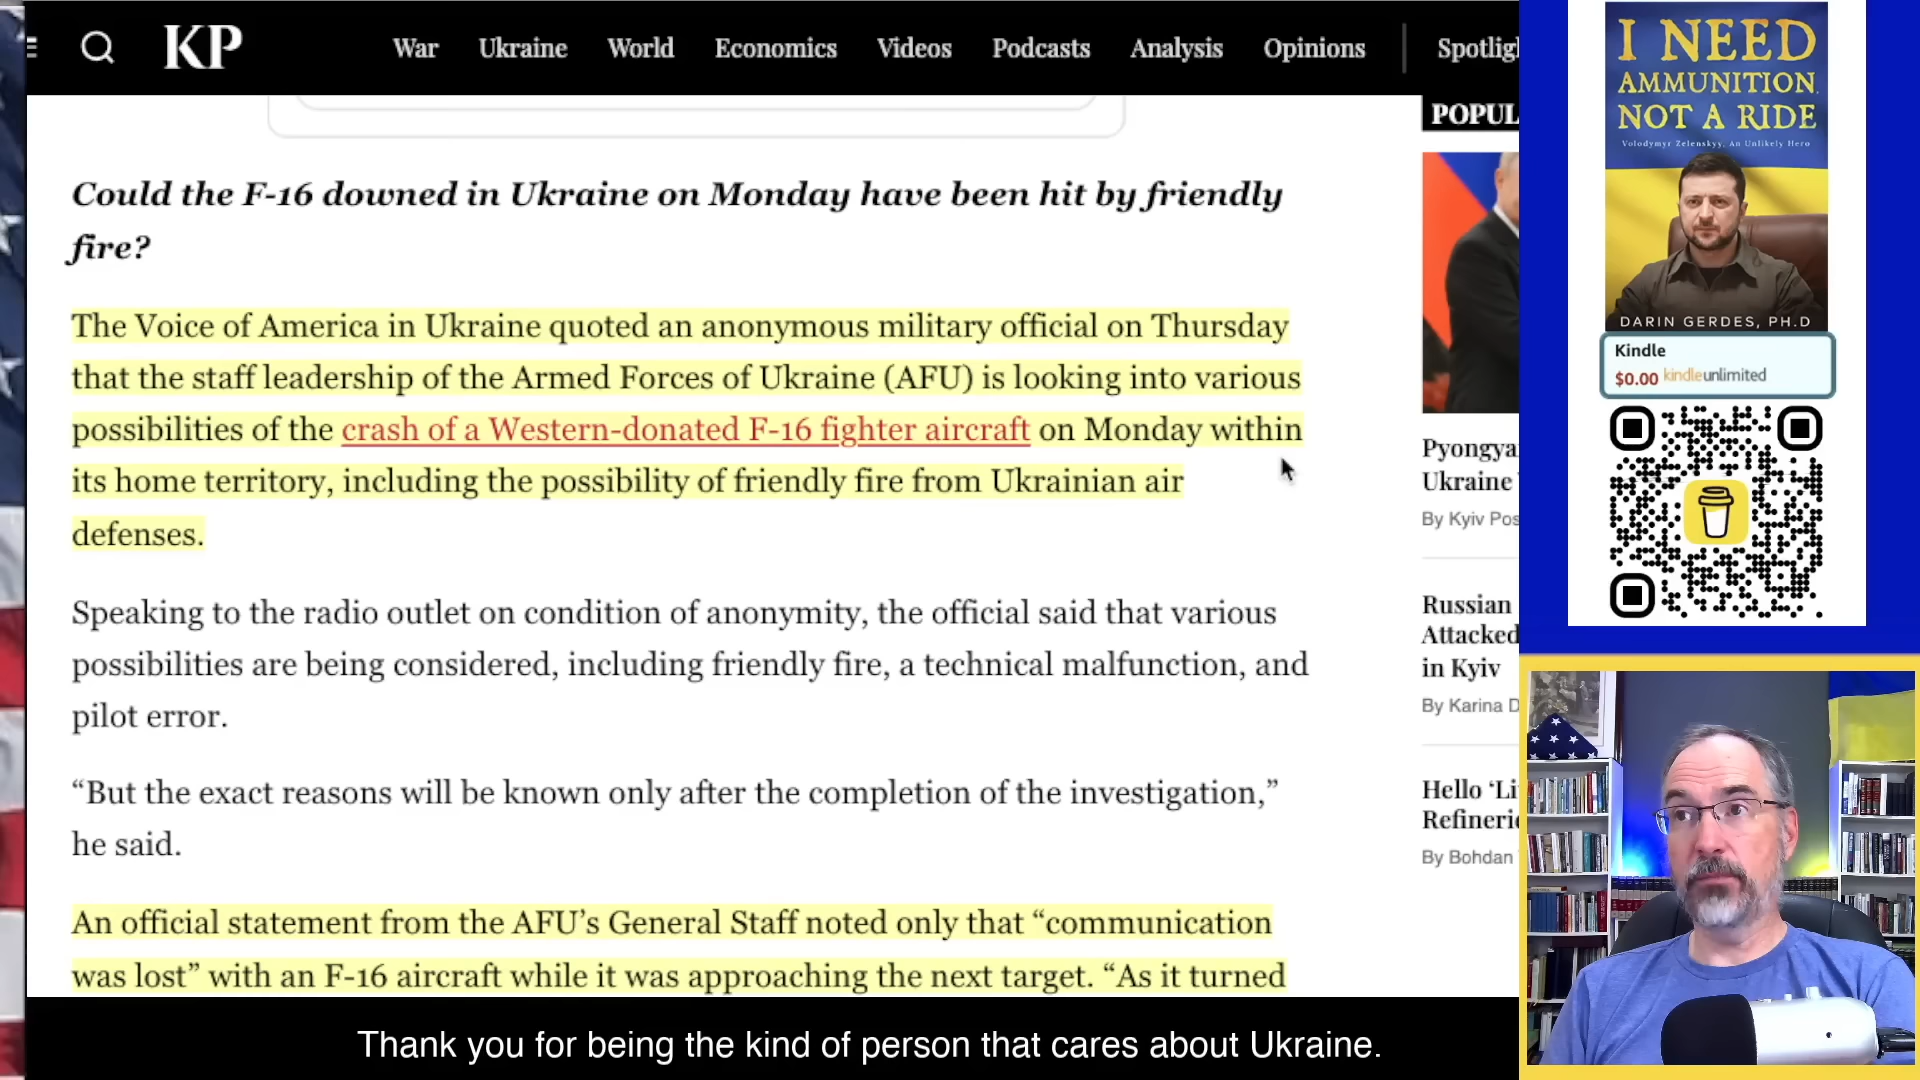 KP
War Ukraine World Economics Videos Podcasts Analysis Opinions
POPUL
Could the F-16 downed in Ukraine on Monday have been hit by friendly
fire?
The Voice of America in Ukraine quoted an anonymous military official on Thursday
that the staff leadership of the Armed Forces of Ukraine (AFU) is looking into various
possibilities of the crash of a Western-donated F-16 fighter aircraft on Monday within
its home territory, including the possibility of friendly fire from Ukrainian air
defenses.
Speaking to the radio outlet on condition of anonymity, the official said that various
possibilities are being considered, including friendly fire, a technical malfunction, and
pilot error.
“But the exact reasons will be known only after the completion of the investigation,”
he said.
An official statement from the AFU’s General Staff noted only that “communication
was lost” with an F-16 aircraft while it was approaching the next target. “As it turned
Pyongya
Ukraine
By Kyiv Pos
Russian
Attacked
in Kyiv
By Karina D
Hello ‘Li
Refineri
By Bohdan
I NEED
AMMUNITION,
NOT A RIDE
Volodymyr Zelenskyy, An Unlikely Hero
DARIN GERDES, PH.D
Kindle
$0.00 kindleunlimited
Thank you for being the kind of person that cares about Ukraine.